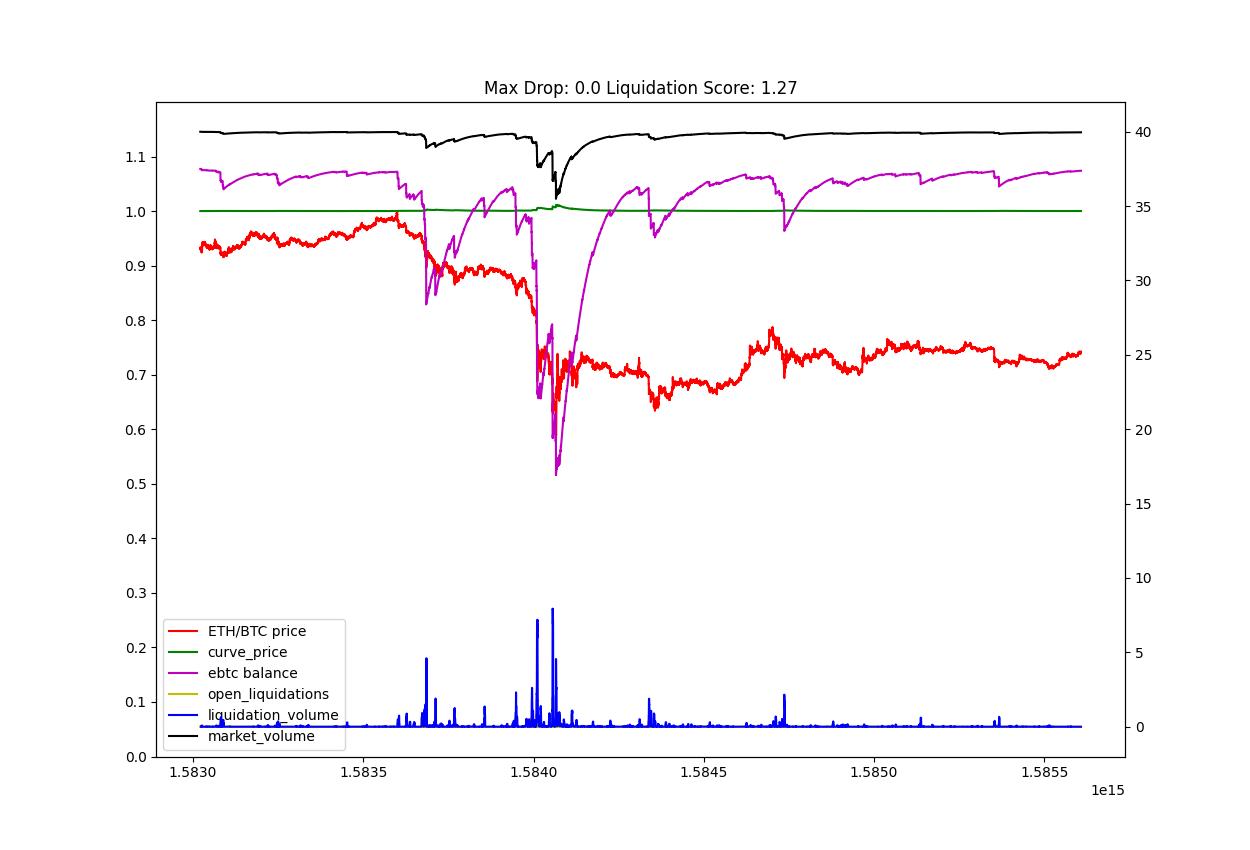 Max Drop: 0.0 Liquidation Score: 1.27
1.1
1.0
0.9
0.8
0.7
0.6
0.5
0.4
0.3
0.2
0.1
0.0
40
35
30
25
20
15
10
5
0
ETH/BTC price
curve_price
ebtc balance
open_liquidations
liquidation_volume
market_volume
1.5830 1.5835 1.5840 1.5845 1.5850 1.5855
1e15